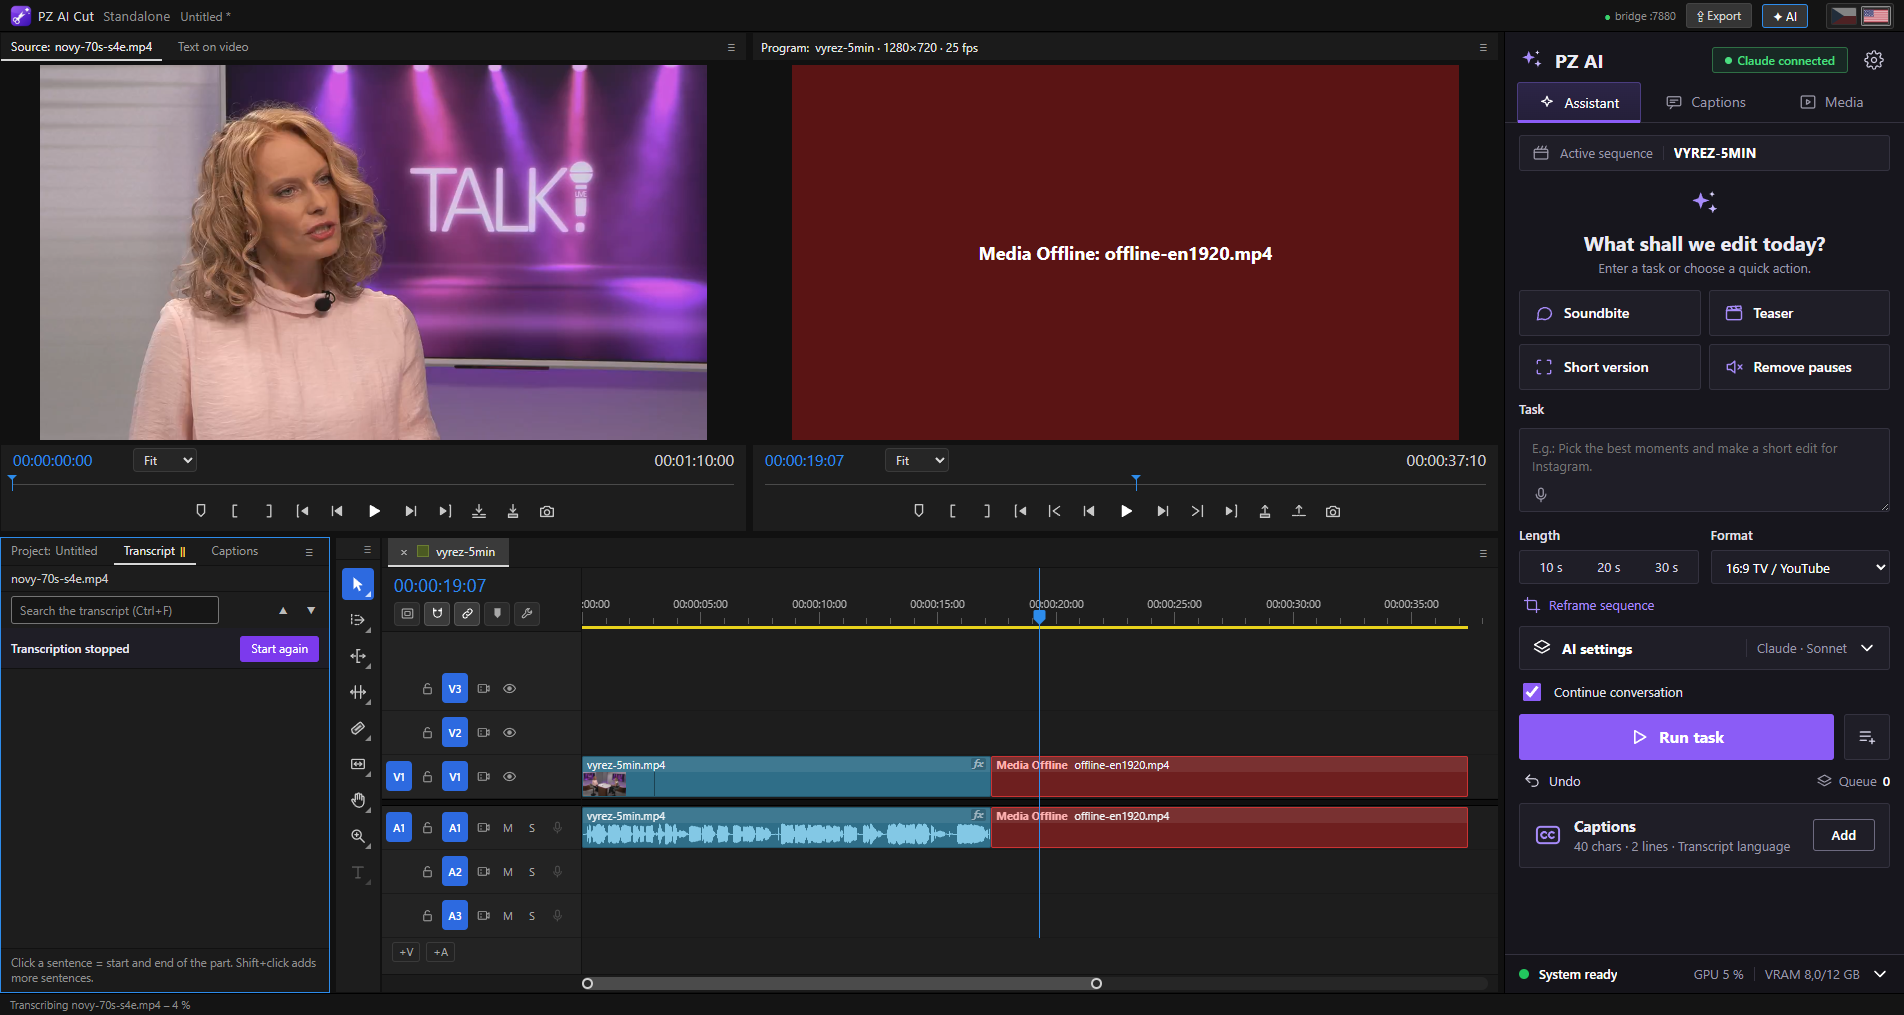 PZ AI Cut Standalone Untitled *
bridge :7880 Export AI
Source: novy-70s-s4e.mp4 Text on video
Program: vyrez-5min · 1280×720 · 25 fps
TALK!
LIVE
Media Offline: offline-en1920.mp4
00:00:00:00 Fit 00:01:10:00
00:00:19:07 Fit 00:00:37:10
Project: Untitled Transcript Captions
novy-70s-s4e.mp4
Search the transcript (Ctrl+F)
Transcription stopped Start again
Click a sentence = start and end of the part. Shift+click adds
more sentences.
Transcribing novy-70s-s4e.mp4 – 4 %
× vyrez-5min
00:00:19:07
:00:00 00:00:05:00 00:00:10:00 00:00:15:00 00:00:20:00 00:00:25:00 00:00:30:00 00:00:35:00
V3
V2
V1 V1
vyrez-5min.mp4 fx Media Offline offline-en1920.mp4
A1 A1 M S
vyrez-5min.mp4 fx Media Offline offline-en1920.mp4
A2 M S
A3 M S
+V +A
PZ AI Claude connected
Assistant Captions Media
Active sequence VYREZ-5MIN
What shall we edit today?
Enter a task or choose a quick action.
Soundbite Teaser
Short version Remove pauses
Task
E.g.: Pick the best moments and make a short edit for
Instagram.
Length Format
10 s 20 s 30 s 16:9 TV / YouTube
Reframe sequence
AI settings Claude · Sonnet
Continue conversation
Run task
Undo Queue 0
CC Captions
40 chars · 2 lines · Transcript language
Add
System ready GPU 5 % VRAM 8,0/12 GB